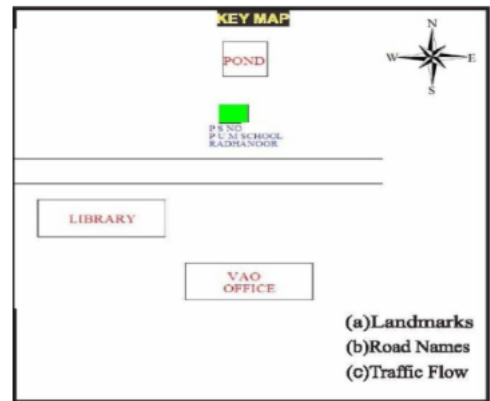 KEY MAP
N
POND
W E
S
P S NO
P U M SCHOOL
RADHANOOR
LIBRARY
VAO
OFFICE
(a)Landmarks
(b)Road Names
(c)Traffic Flow